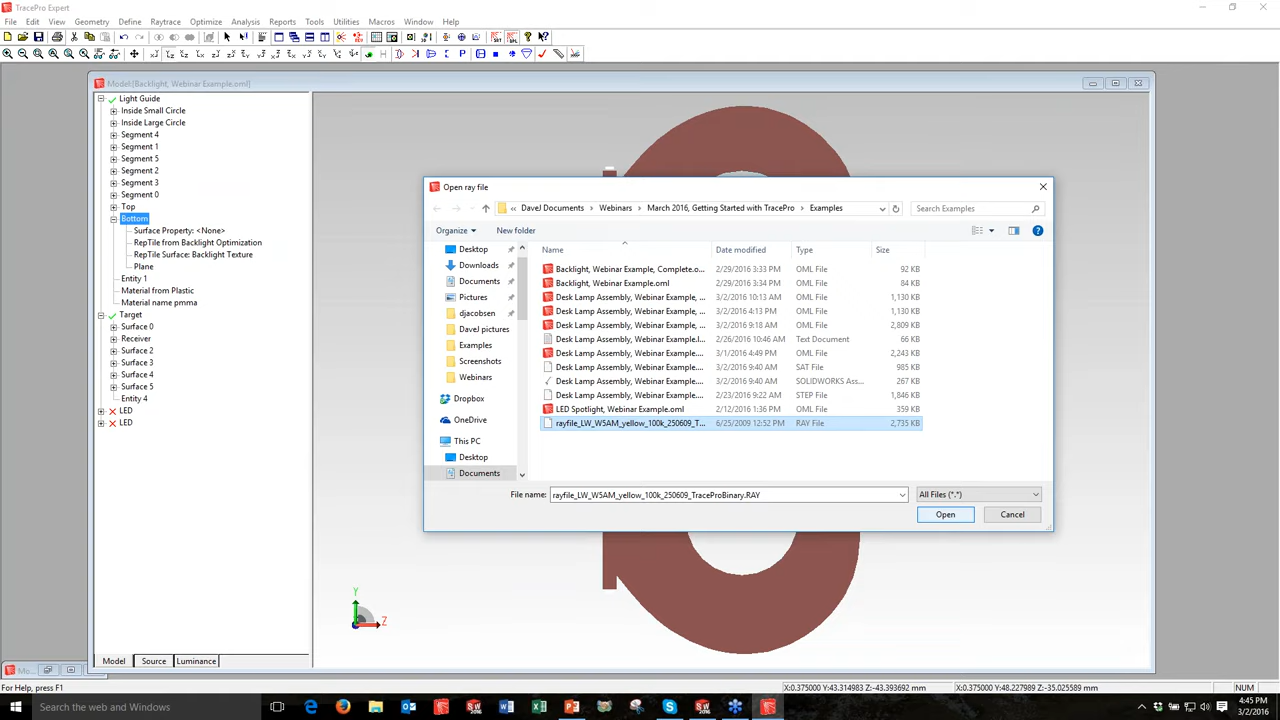 TracePro Expert
File Edit View Geometry Define Raytrace Optimize Analysis Reports Tools Utilities Macros Window Help
Model:[Backlight, Webinar Example.oml]
Light Guide
Inside Small Circle
Inside Large Circle
Segment 4
Segment 1
Segment 5
Segment 2
Segment 3
Segment 0
Top
Bottom
Surface Property: <None>
RepTile from Backlight Optimization
RepTile Surface: Backlight Texture
Plane
Entity 1
Material from Plastic
Material name pmma
Target
Surface 0
Receiver
Surface 2
Surface 3
Surface 4
Surface 5
Entity 4
LED
LED
Model Source Luminance
Y
Z
Open ray file
« DaveJ Documents > Webinars > March 2016, Getting Started with TracePro > Examples
Search Examples
Organize New folder
Desktop
Downloads
Documents
Pictures
djacobsen
DaveJ pictures
Examples
Screenshots
Webinars
Dropbox
OneDrive
This PC
Desktop
Documents
Name Date modified Type Size
Backlight, Webinar Example, Complete.o... 2/29/2016 3:33 PM OML File 92 KB
Backlight, Webinar Example.oml 2/29/2016 3:34 PM OML File 84 KB
Desk Lamp Assembly, Webinar Example, ... 3/2/2016 10:13 AM OML File 1,130 KB
Desk Lamp Assembly, Webinar Example, ... 3/1/2016 4:13 PM OML File 1,130 KB
Desk Lamp Assembly, Webinar Example, ... 3/2/2016 9:18 AM OML File 2,809 KB
Desk Lamp Assembly, Webinar Example.l... 2/26/2016 10:46 AM Text Document 66 KB
Desk Lamp Assembly, Webinar Example.... 3/1/2016 4:49 PM OML File 2,243 KB
Desk Lamp Assembly, Webinar Example.... 3/2/2016 9:40 AM SAT File 985 KB
Desk Lamp Assembly, Webinar Example.... 3/2/2016 9:40 AM SOLIDWORKS Ass... 267 KB
Desk Lamp Assembly, Webinar Example.... 2/23/2016 9:22 AM STEP File 1,846 KB
LED Spotlight, Webinar Example.oml 2/12/2016 1:36 PM OML File 359 KB
rayfile_LW_W5AM_yellow_100k_250609_T... 6/25/2009 12:52 PM RAY File 2,735 KB
File name: rayfile_LW_W5AM_yellow_100k_250609_TraceProBinary.RAY All Files (*.*)
Open Cancel
Mo...
For Help, press F1
X:0.375000 Y:43.314983 Z:-43.393692 mm X:0.375000 Y:48.227989 Z:-35.025589 mm NUM
Search the web and Windows
4:45 PM
3/2/2016